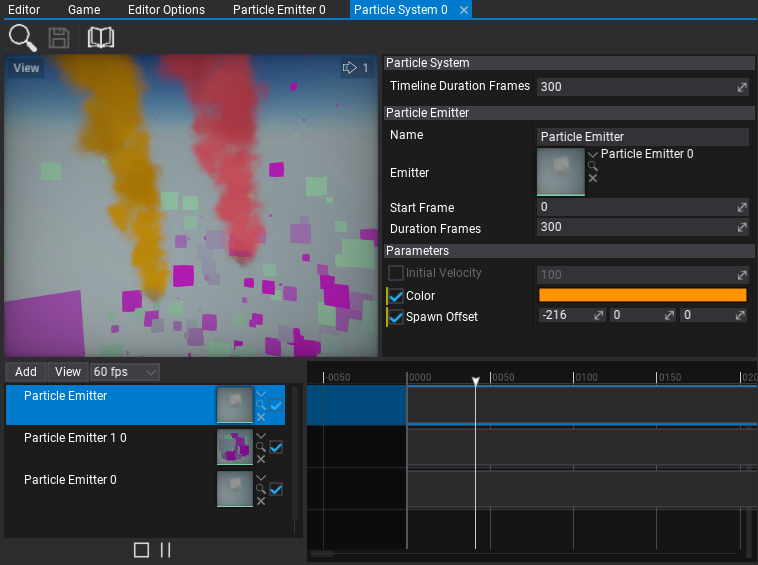 Editor Game Editor Options Particle Emitter 0 Particle System 0
View 1
Particle System
Timeline Duration Frames 300
Particle Emitter
Name Particle Emitter
Emitter Particle Emitter 0
Start Frame 0
Duration Frames 300
Parameters
Initial Velocity 100
Color
Spawn Offset -216 0 0
Add View 60 fps
-0050 0000 0050 0100 0150
Particle Emitter
Particle Emitter 1 0
Particle Emitter 0